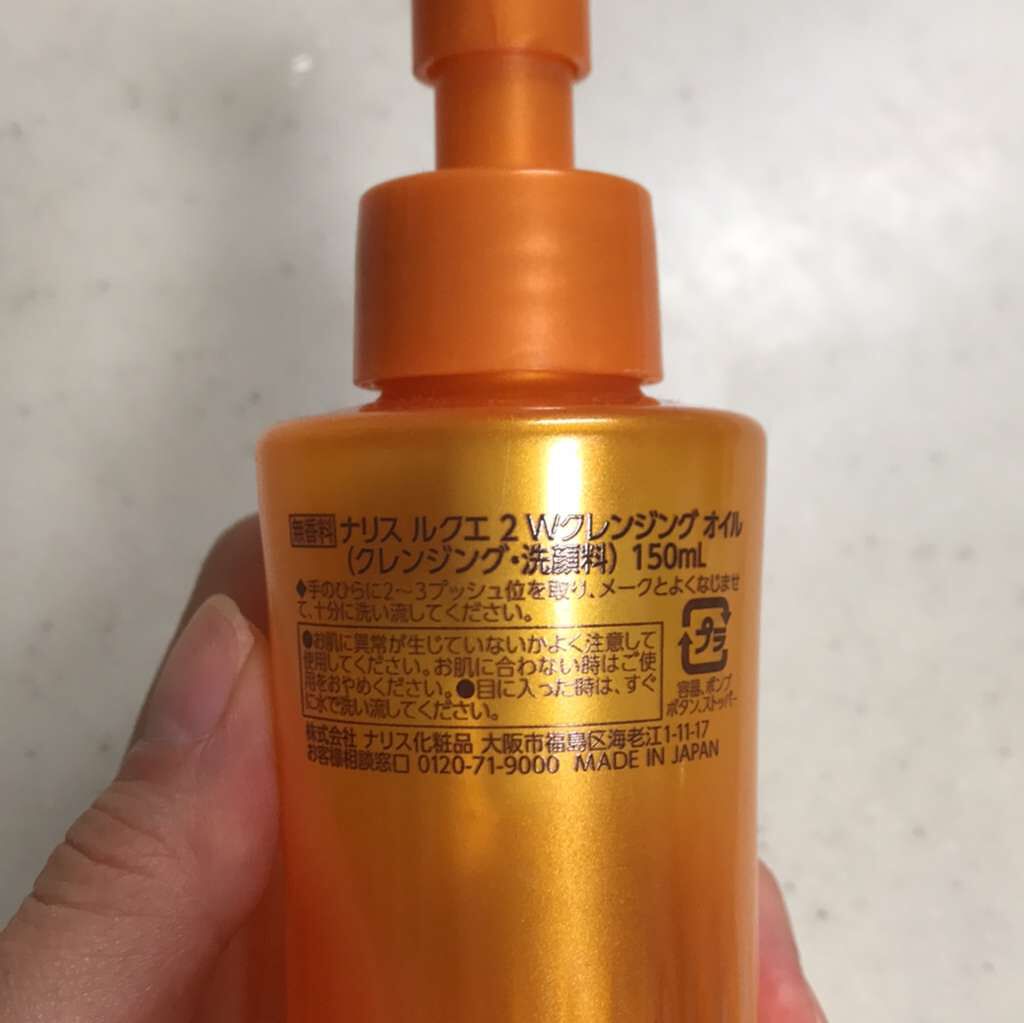 無香料 ナリス ルクエ 2 Wクレンジング オイル
(クレンジング・洗顔料) 150mL
◆手のひらに2〜3プッシュ位を取り、メークとよくなじませ
て、十分に洗い流してください。
●お肌に異常が生じていないかよく注意して
使用してください。お肌に合わない時はご使
用をおやめください。●目に入った時は、すぐ
に水で洗い流してください。
プラ
容器、ポンプ
ボタン、ストッパー
株式会社 ナリス化粧品 大阪市福島区海老江1-11-17
お客様相談窓口 0120-71-9000 MADE IN JAPAN